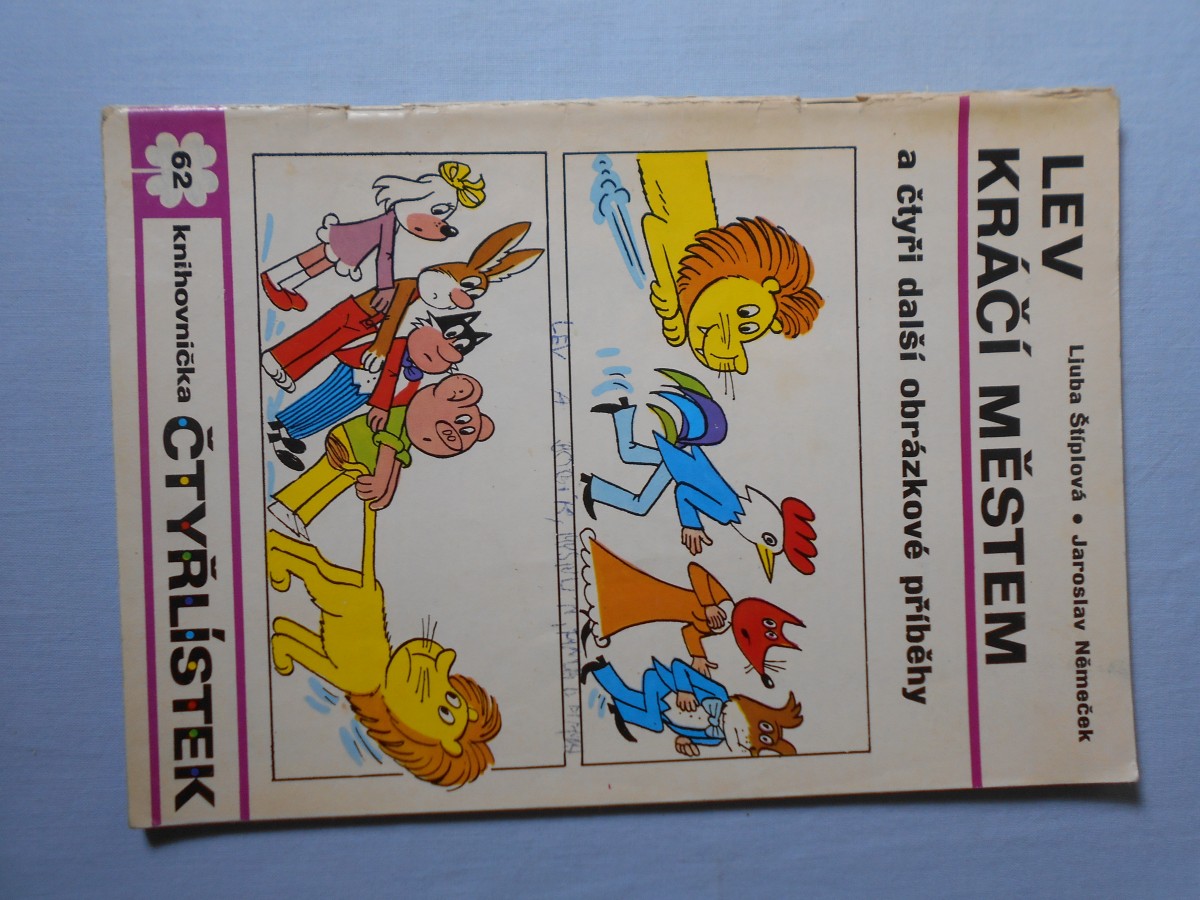 Ljuba Štíplová • Jaroslav Němeček
LEV
KRÁČÍ MĚSTEM
a čtyři další obrázkové příběhy
LEV A
62
knihovnička ČTYŘLÍSTEK